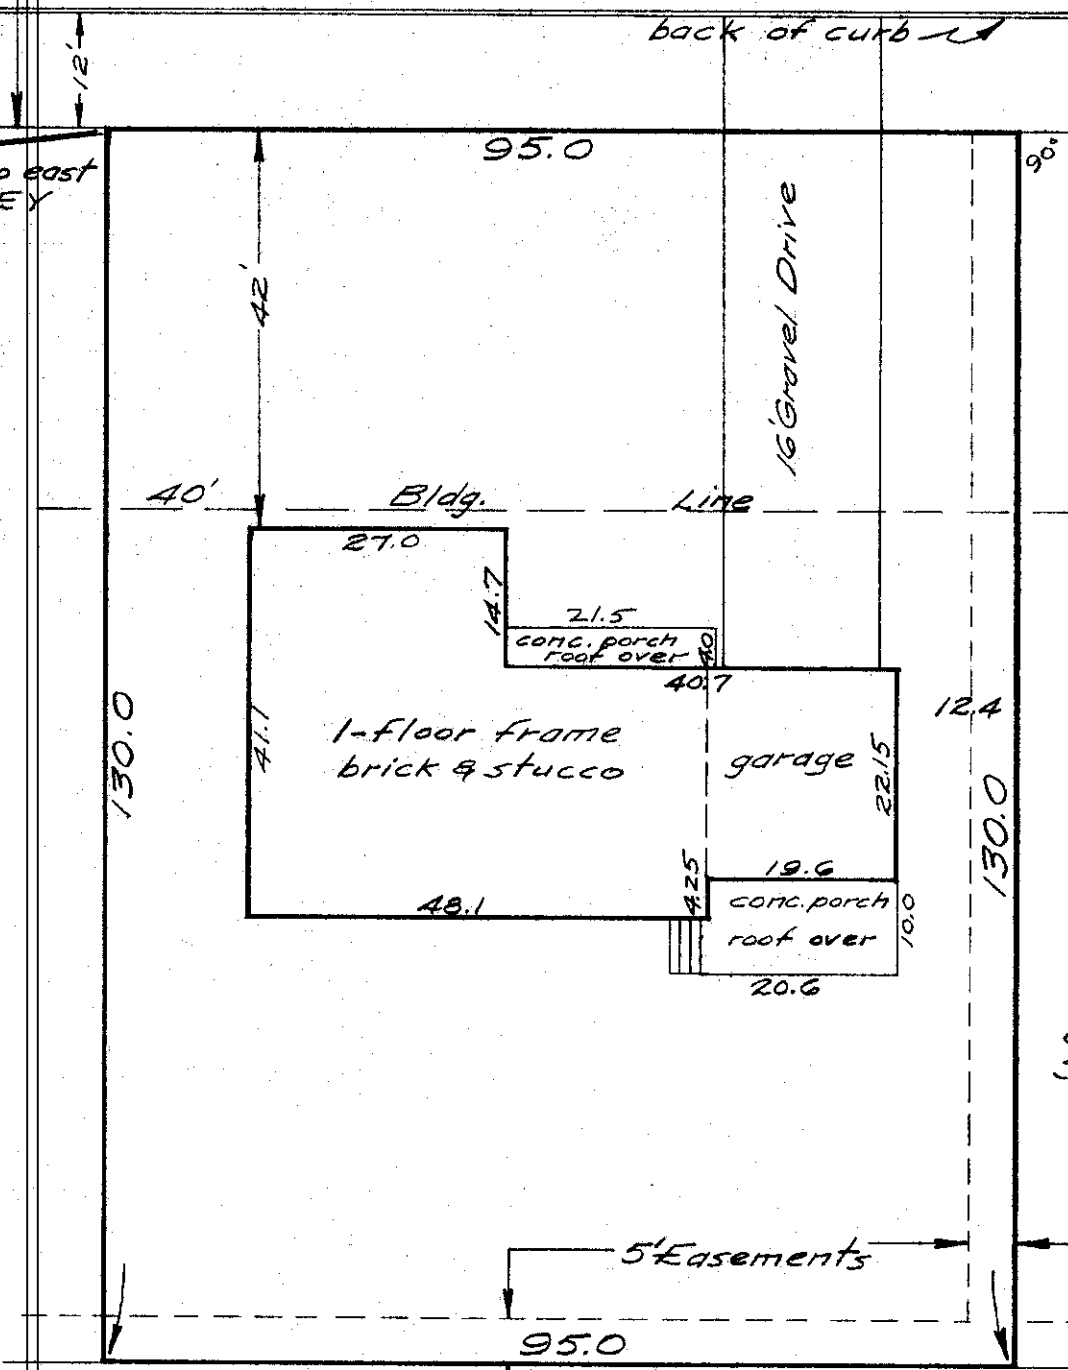 back of curb
12'
95.0
90°
east
42'
16' Gravel Drive
40' Bldg. Line
27.0
14.7
21.5
conc. porch
roof over
4.0
40.7
130.0
41.1
1-floor frame
brick & stucco
garage
22.15
12.4
130.0
4.25
19.6
48.1
conc. porch
roof over
10.0
20.6
5' Easements
95.0